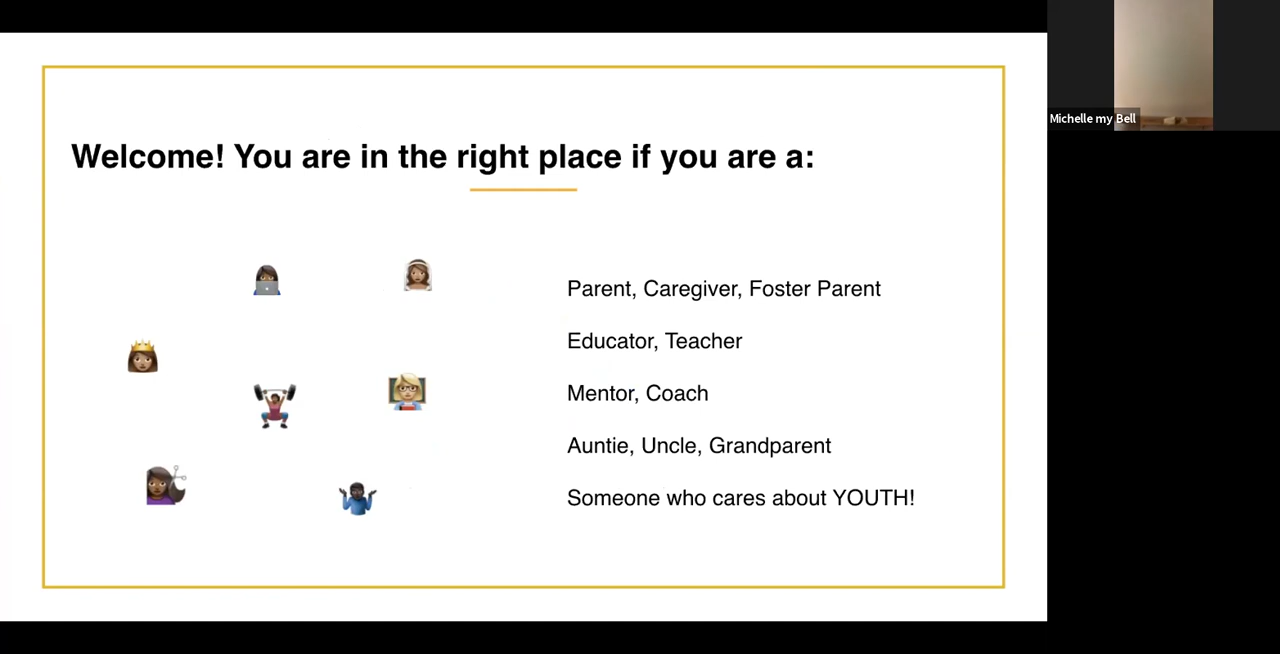 Welcome! You are in the right place if you are a:
Parent, Caregiver, Foster Parent
Educator, Teacher
Mentor, Coach
Auntie, Uncle, Grandparent
Someone who cares about YOUTH!
Michelle my Bell